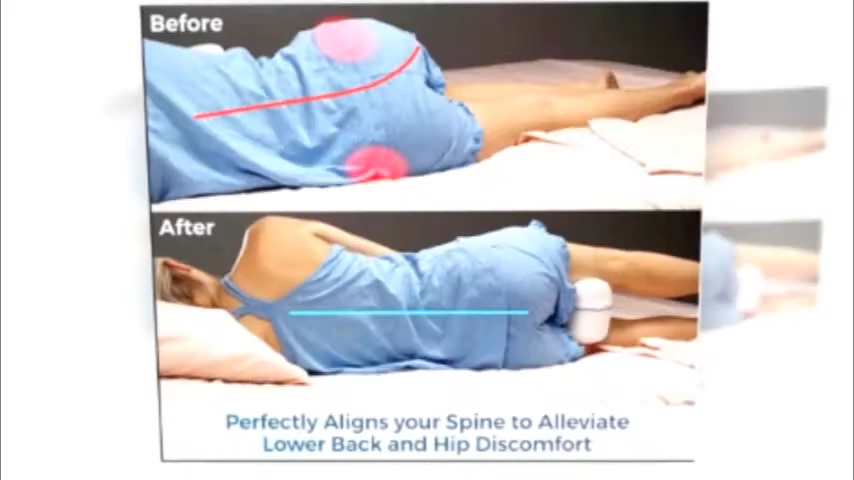 Before
After
Perfectly Aligns your Spine to Alleviate
Lower Back and Hip Discomfort